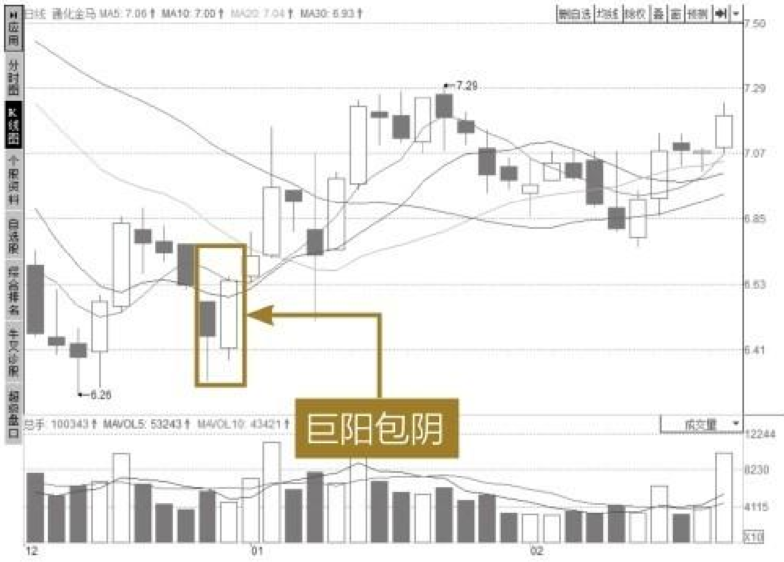 日线 通化金马 MA5: 7.06↑ MA10: 7.00↑ MA20: 7.04↑ MA30: 6.93↑
删自选 均线 除权 叠 窗 预测
应用
分时图
K线图
个股资料
自选股
综合排名
牛叉诊股
超级盘口
7.50
7.29
7.07
6.85
6.63
6.41
←7.29
←6.26
巨阳包阴
总手 100343↑ MAVOL5: 53243↑ MAVOL10: 43421↑
成交量
12244
8230
4115
X10
12
01
02